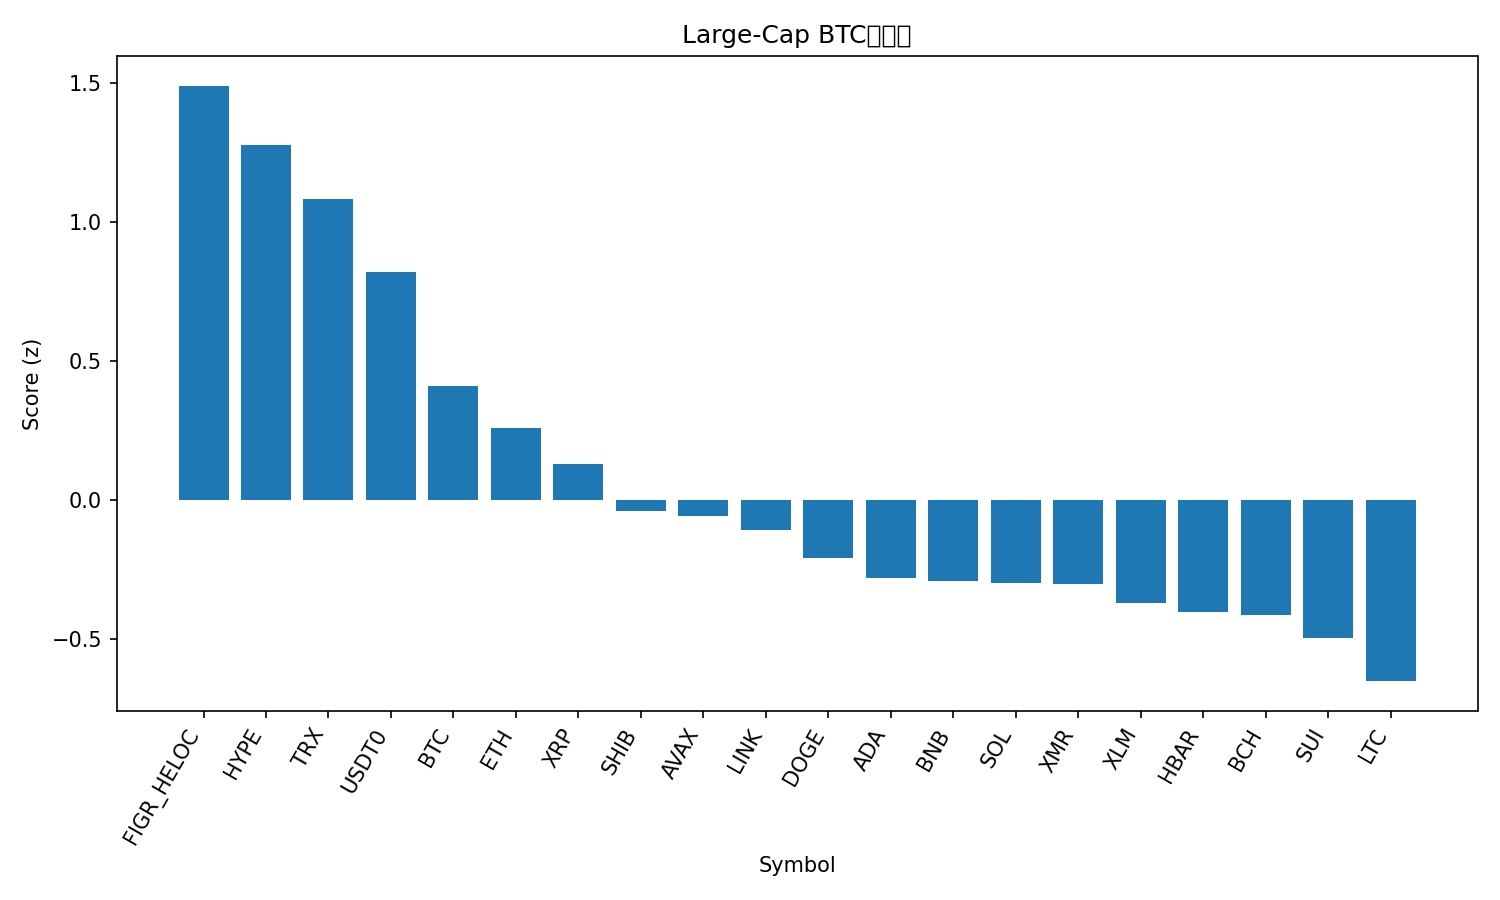 Large-Cap BTC
Score (z)
1.5
1.0
0.5
0.0
−0.5
FIGR_HELOC
HYPE
TRX
USDT0
BTC
ETH
XRP
SHIB
AVAX
LINK
DOGE
ADA
BNB
SOL
XMR
XLM
HBAR
BCH
SUI
LTC
Symbol